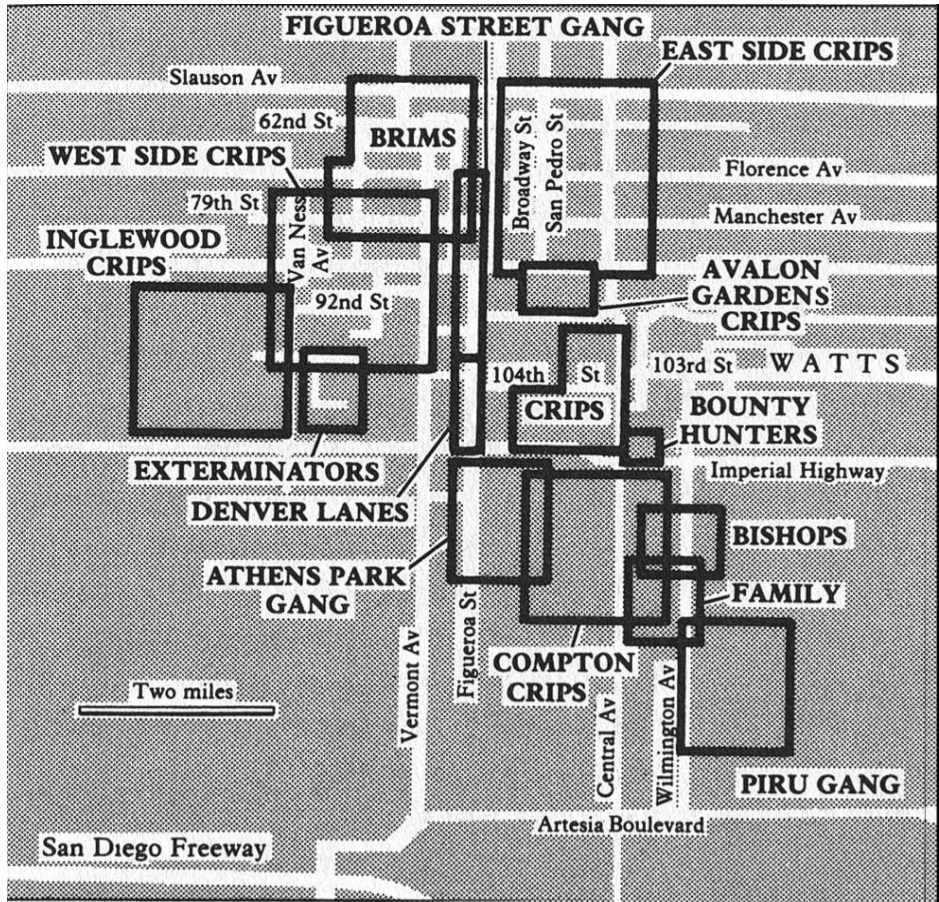 FIGUEROA STREET GANG
EAST SIDE CRIPS
Slauson Av
62nd St
BRIMS
WEST SIDE CRIPS
Broadway St
San Pedro St
Florence Av
79th St
Manchester Av
INGLEWOOD
CRIPS
Van Ness
Av
92nd St
AVALON
GARDENS
CRIPS
104th St
103rd St
WATTS
CRIPS
BOUNTY
HUNTERS
EXTERMINATORS
Imperial Highway
DENVER LANES
BISHOPS
ATHENS PARK
GANG
FAMILY
Vermont Av
Figueroa St
COMPTON
CRIPS
Two miles
Central Av
Wilmington Av
PIRU GANG
Artesia Boulevard
San Diego Freeway